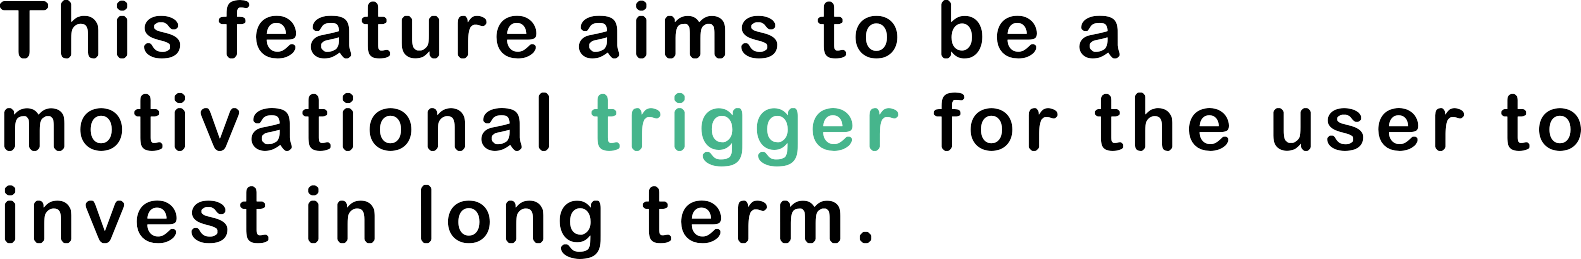 This feature aims to be a
motivational trigger for the user to
invest in long term.